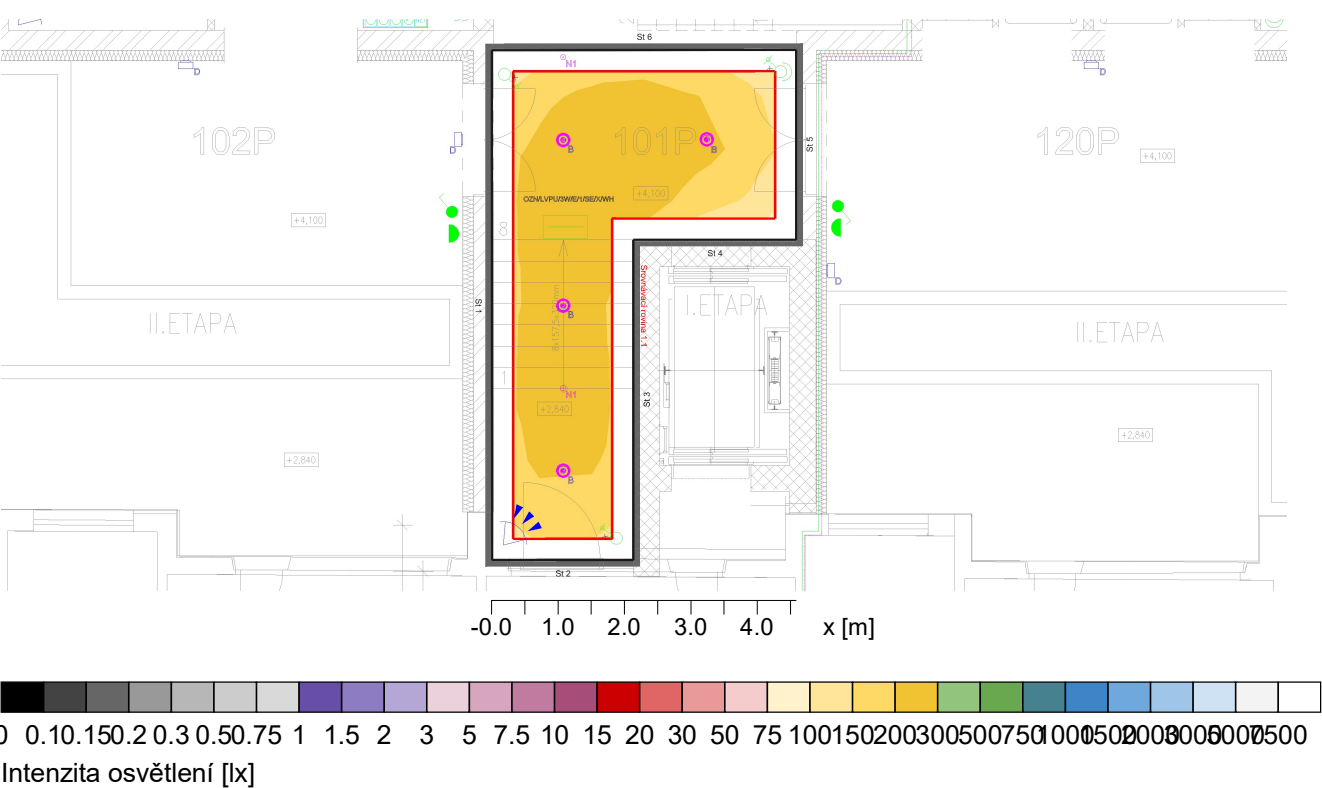 St 6
N1
D
D
102P
101P
120P
+4,100
D
B
B
St 5
+4,100
+4,100
OZN/LVPU/3W/E/1/SE/X/WH
8
St 4
D
Srovnávací rovina 1.1
St 1
B
I.ETAPA
II.ETAPA
II.ETAPA
1
N1
St 3
+2,840
+2,840
+2,840
B
St 2
-0.0 1.0 2.0 3.0 4.0 x [m]
0 0.1 0.15 0.2 0.3 0.5 0.75 1 1.5 2 3 5 7.5 10 15 20 30 50 75 100 150 200 300 500 750 1000 1500 2000 3000 5000 7500
Intenzita osvětlení [lx]